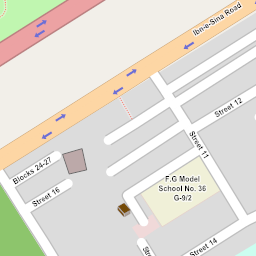 Ibn-e-Sina Road
Street 12
Street 11
Blocks 24-27
Street 16
F.G Model
School No. 36
G-9/2
Street 14